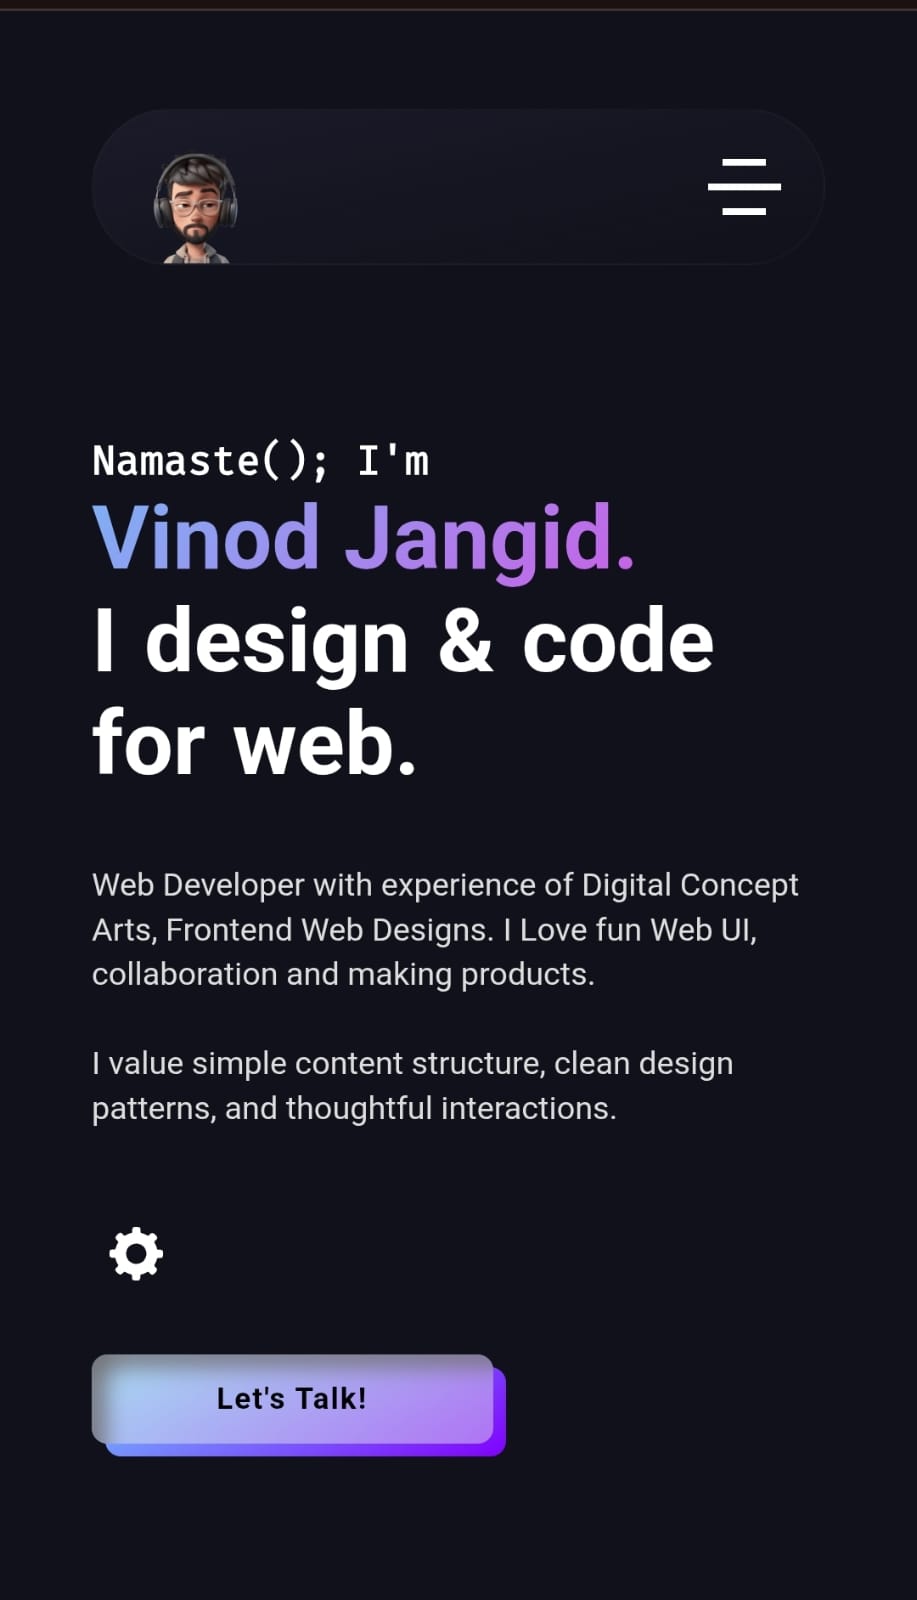 Namaste(); I'm
Vinod Jangid.
I design & code
for web.
Web Developer with experience of Digital Concept
Arts, Frontend Web Designs. I Love fun Web UI,
collaboration and making products.
I value simple content structure, clean design
patterns, and thoughtful interactions.
Let's Talk!